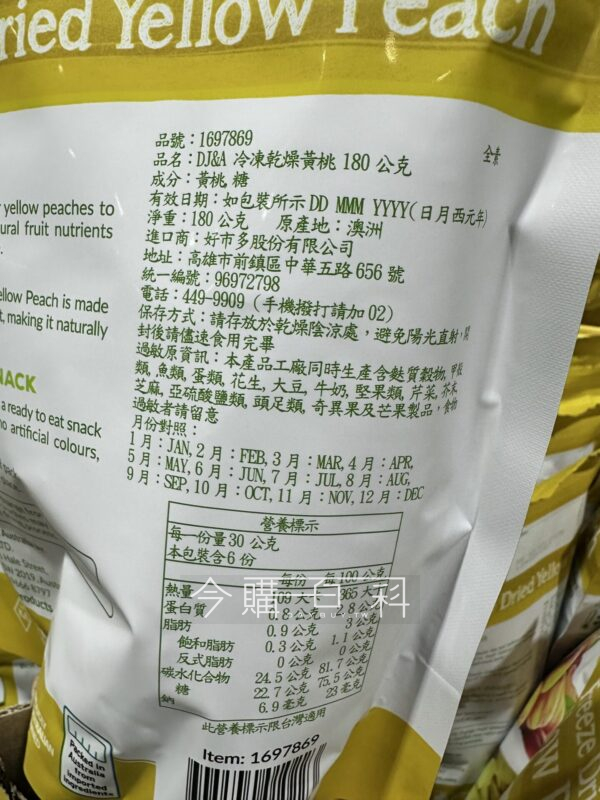 ried Yellow Peach
品號：1697869
全素
品名：DJ&A 冷凍乾燥黃桃 180 公克
成分：黃桃 糖
有效日期：如包裝所示 DD MMM YYYY(日月西元年)
淨重：180 公克 原產地：澳洲
進口商：好市多股份有限公司
地址：高雄市前鎮區中華五路 656 號
統一編號：96972798
電話：449-9909（手機撥打請加 02）
保存方式：請存放於乾燥陰涼處，避免陽光直射，開
封後請儘速食用完畢
過敏原資訊：本產品工廠同時生產含麩質穀物, 甲殼
類, 魚類, 蛋類, 花生, 大豆, 牛奶, 堅果類, 芹菜, 芥末,
芝麻, 亞硫酸鹽類, 頭足類, 奇異果及芒果製品，食物
過敏者請留意
月份對照：
1 月：JAN, 2 月：FEB, 3 月：MAR, 4 月：APR,
5 月：MAY, 6 月：JUN, 7 月：JUL, 8 月：AUG,
9 月：SEP, 10 月：OCT, 11 月：NOV, 12 月：DEC
營養標示
每一份量 30 公克
本包裝含 6 份
每份 每 100 公克
熱量 109 大卡 365 大卡
蛋白質 0.8 公克 2.8 公克
脂肪 0.9 公克 3 公克
飽和脂肪 0.3 公克 1.1 公克
反式脂肪 0 公克 0 公克
碳水化合物 24.5 公克 81.7 公克
糖 22.7 公克 75.5 公克
鈉 6.9 毫克 23 毫克
此營養標示限台灣適用
Item: 1697869
今購百科
yellow peaches to
ural fruit nutrients
ellow Peach is made
t, making it naturally
NACK
a ready to eat snack
no artificial colours,
Packed in
Australia
from
imported
ingredients
Dried Yello